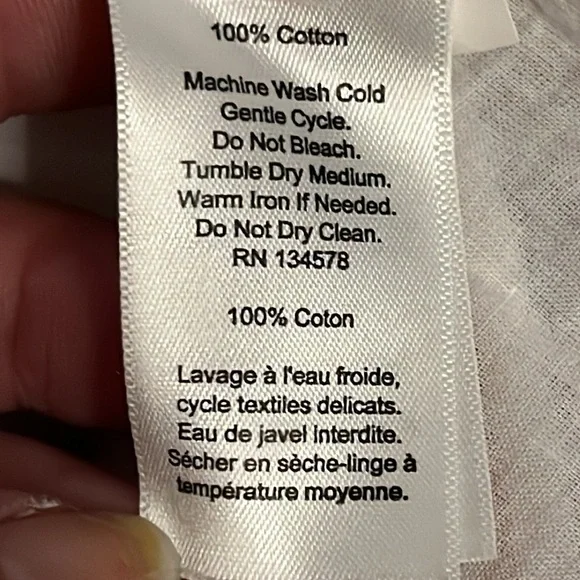 100% Cotton
Machine Wash Cold
Gentle Cycle.
Do Not Bleach.
Tumble Dry Medium.
Warm Iron If Needed.
Do Not Dry Clean.
RN 134578
100% Coton
Lavage à l'eau froide,
cycle textiles delicats.
Eau de javel interdite.
Sécher en sèche-linge à
température moyenne.